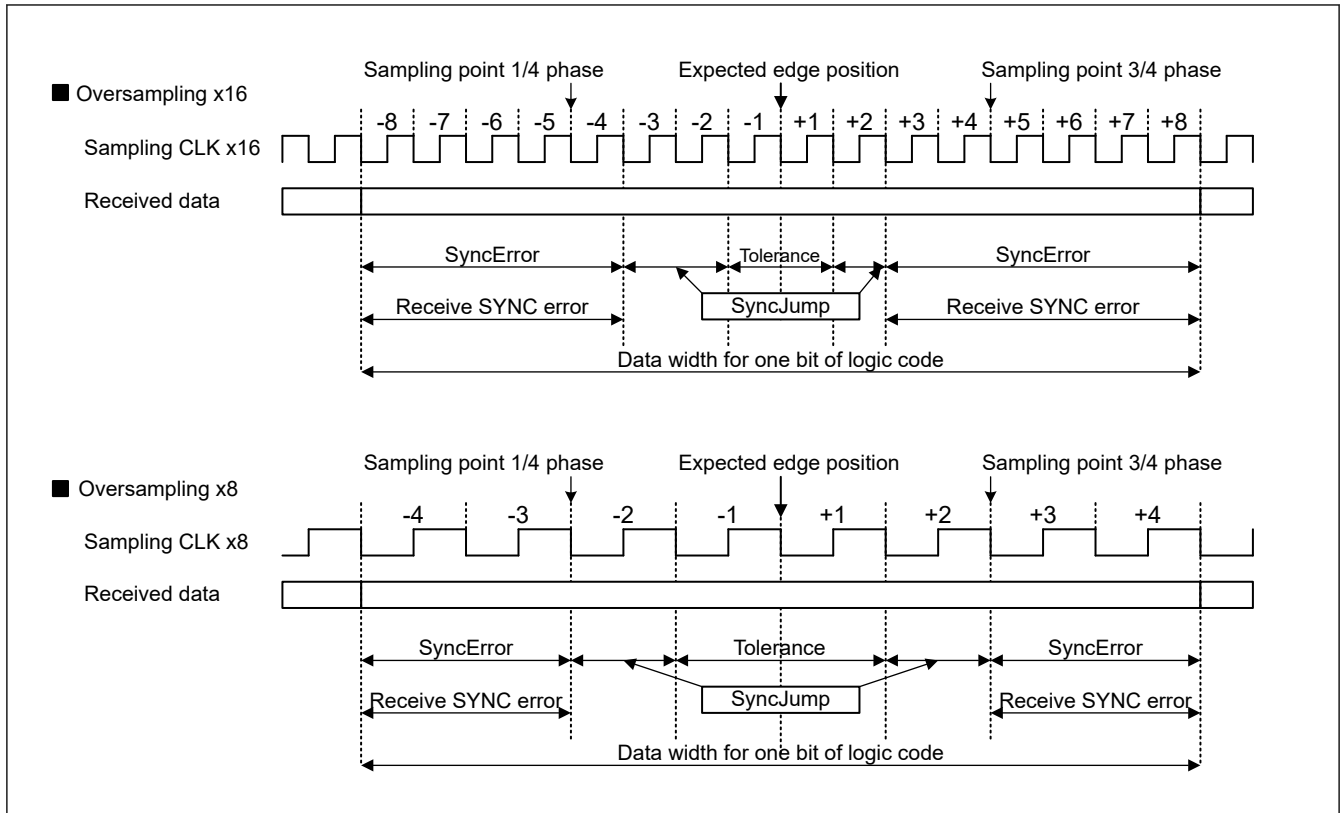 Sampling point 1/4 phase Expected edge position Sampling point 3/4 phase
■ Oversampling x16
-8 -7 -6 -5 -4 -3 -2 -1 +1 +2 +3 +4 +5 +6 +7 +8
Sampling CLK x16
Received data
SyncError Tolerance SyncError
Receive SYNC error SyncJump Receive SYNC error
Data width for one bit of logic code
Sampling point 1/4 phase Expected edge position Sampling point 3/4 phase
■ Oversampling x8
-4 -3 -2 -1 +1 +2 +3 +4
Sampling CLK x8
Received data
SyncError Tolerance SyncError
Receive SYNC error SyncJump Receive SYNC error
Data width for one bit of logic code